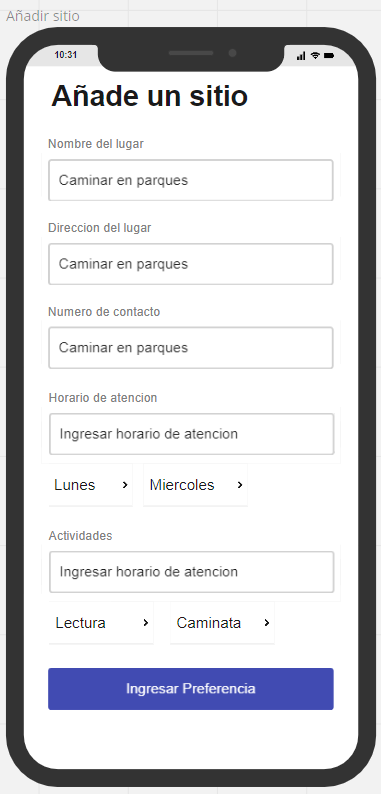 Añadir sitio
10:31
Añade un sitio
Nombre del lugar
Caminar en parques
Direccion del lugar
Caminar en parques
Numero de contacto
Caminar en parques
Horario de atencion
Ingresar horario de atencion
Lunes Miercoles
Actividades
Ingresar horario de atencion
Lectura Caminata
Ingresar Preferencia